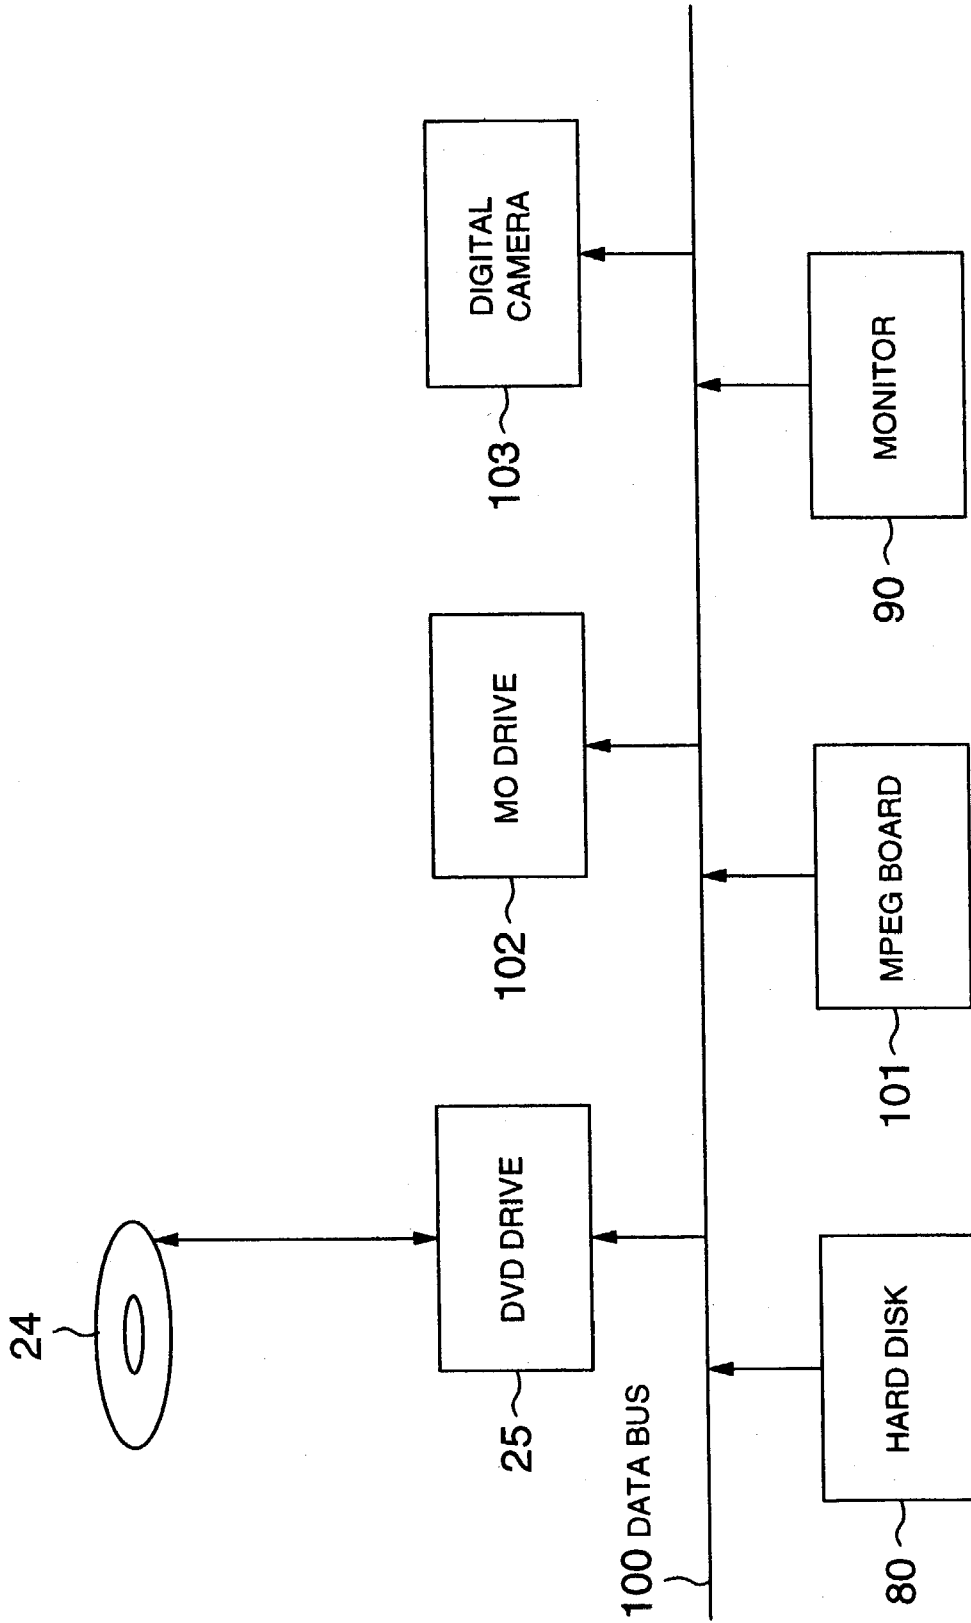 24
DVD DRIVE
25
MO DRIVE
102
DIGITAL
CAMERA
103
100 DATA BUS
HARD DISK
80
MPEG BOARD
101
MONITOR
90